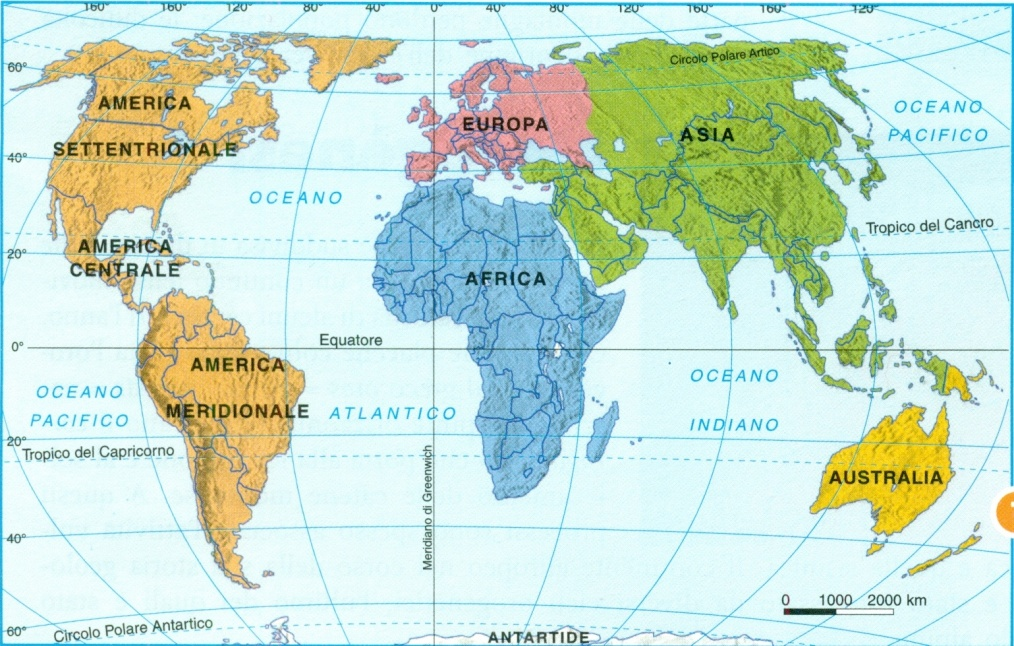 160°
120°
80°
40°
0°
40°
80°
120°
160°
160°
120°
Circolo Polare Artico
60°
AMERICA
SETTENTRIONALE
EUROPA
ASIA
OCEANO
PACIFICO
40°
OCEANO
Tropico del Cancro
AMERICA
CENTRALE
20°
AFRICA
Equatore
0°
AMERICA
MERIDIONALE
OCEANO
PACIFICO
ATLANTICO
OCEANO
INDIANO
20°
Tropico del Capricorno
Meridiano di Greenwich
AUSTRALIA
40°
0 1000 2000 km
60°
Circolo Polare Antartico
ANTARTIDE